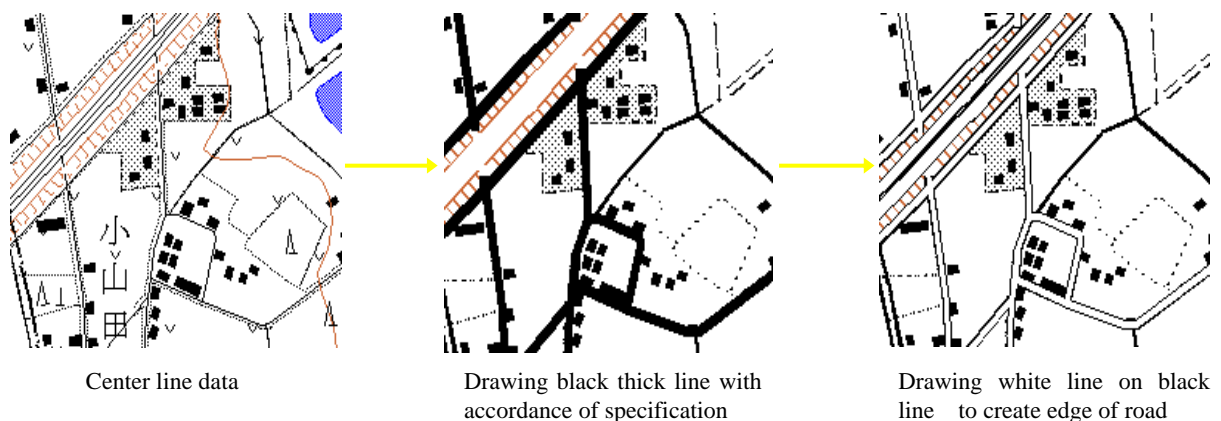 小
山
田
Center line data
Drawing black thick line with
accordance of specification
Drawing white line on black
line to create edge of road